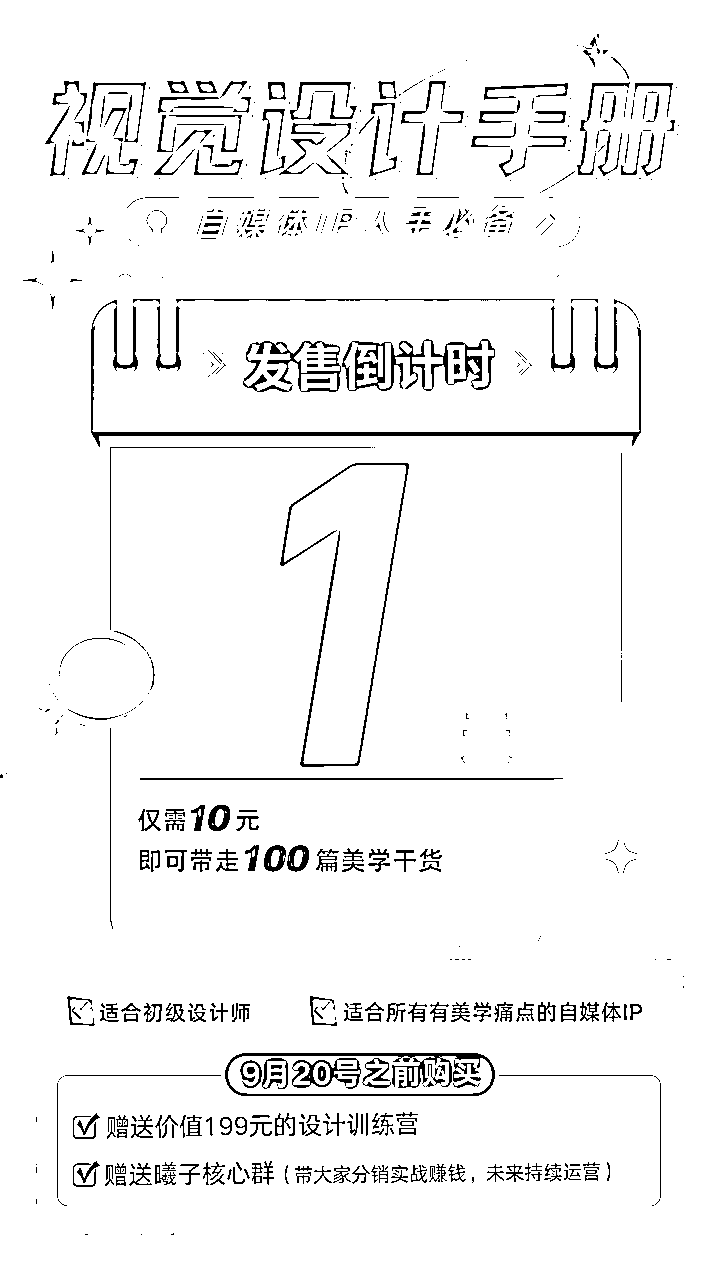 视觉设计手册
自媒体IP人手必备
发售倒计时
1
仅需10元
即可带走100篇美学干货
适合初级设计师
适合所有有美学痛点的自媒体IP
9月20号之前购买
赠送价值199元的设计训练营
赠送曦子核心群（带大家分销实战赚钱，未来持续运营）